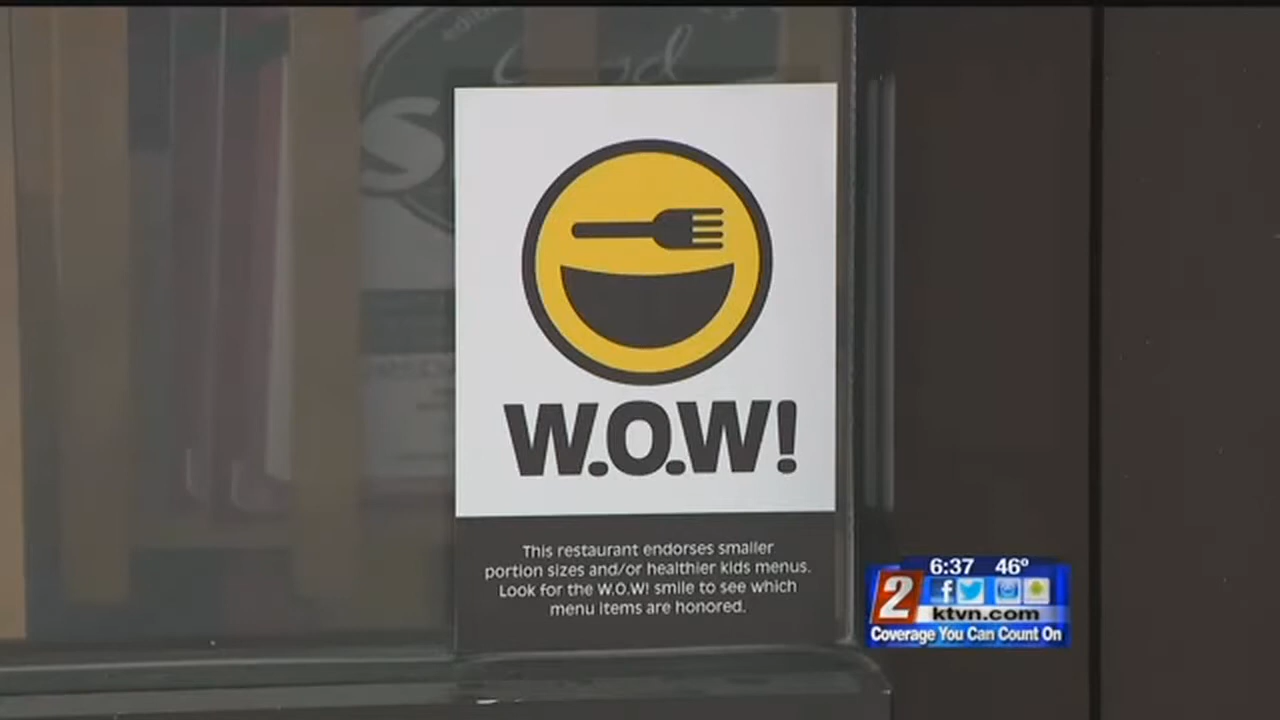 W.O.W!
This restaurant endorses smaller
portion sizes and/or healthier kids menus.
Look for the W.O.W! smile to see which
menu items are honored.
6:37 46°
2
ktvn.com
Coverage You Can Count On